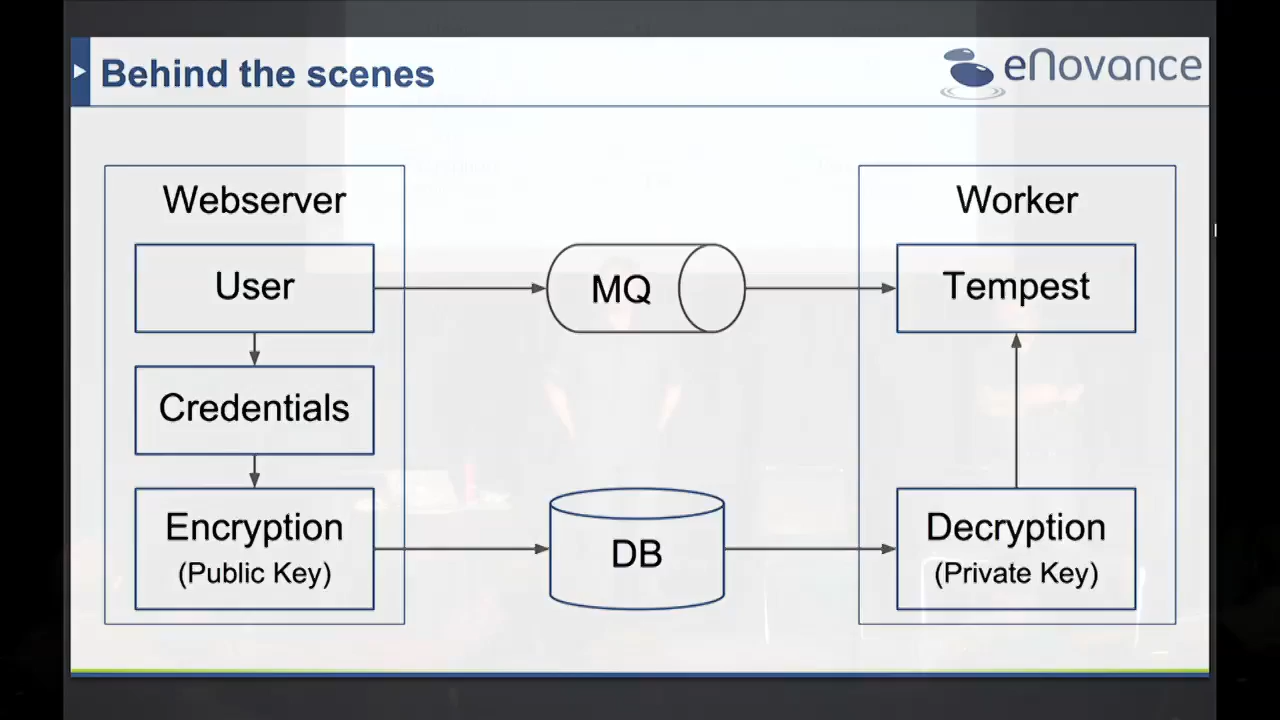 Behind the scenes
eNovance
Webserver
Worker
User
MQ
Tempest
Credentials
Encryption
(Public Key)
DB
Decryption
(Private Key)